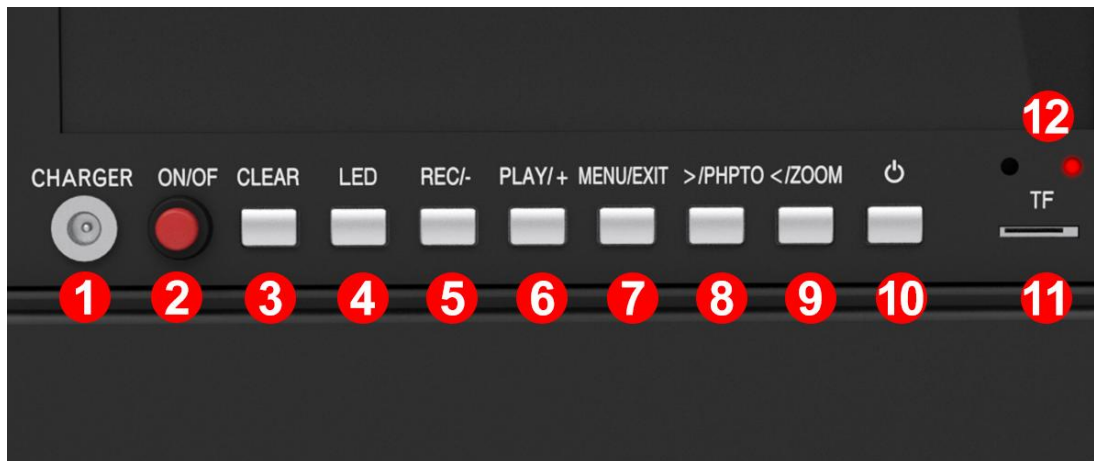 12
CHARGER ON/OF CLEAR LED REC/- PLAY/+ MENU/EXIT >/PHPTO </ZOOM
TF
1 2 3 4 5 6 7 8 9 10 11